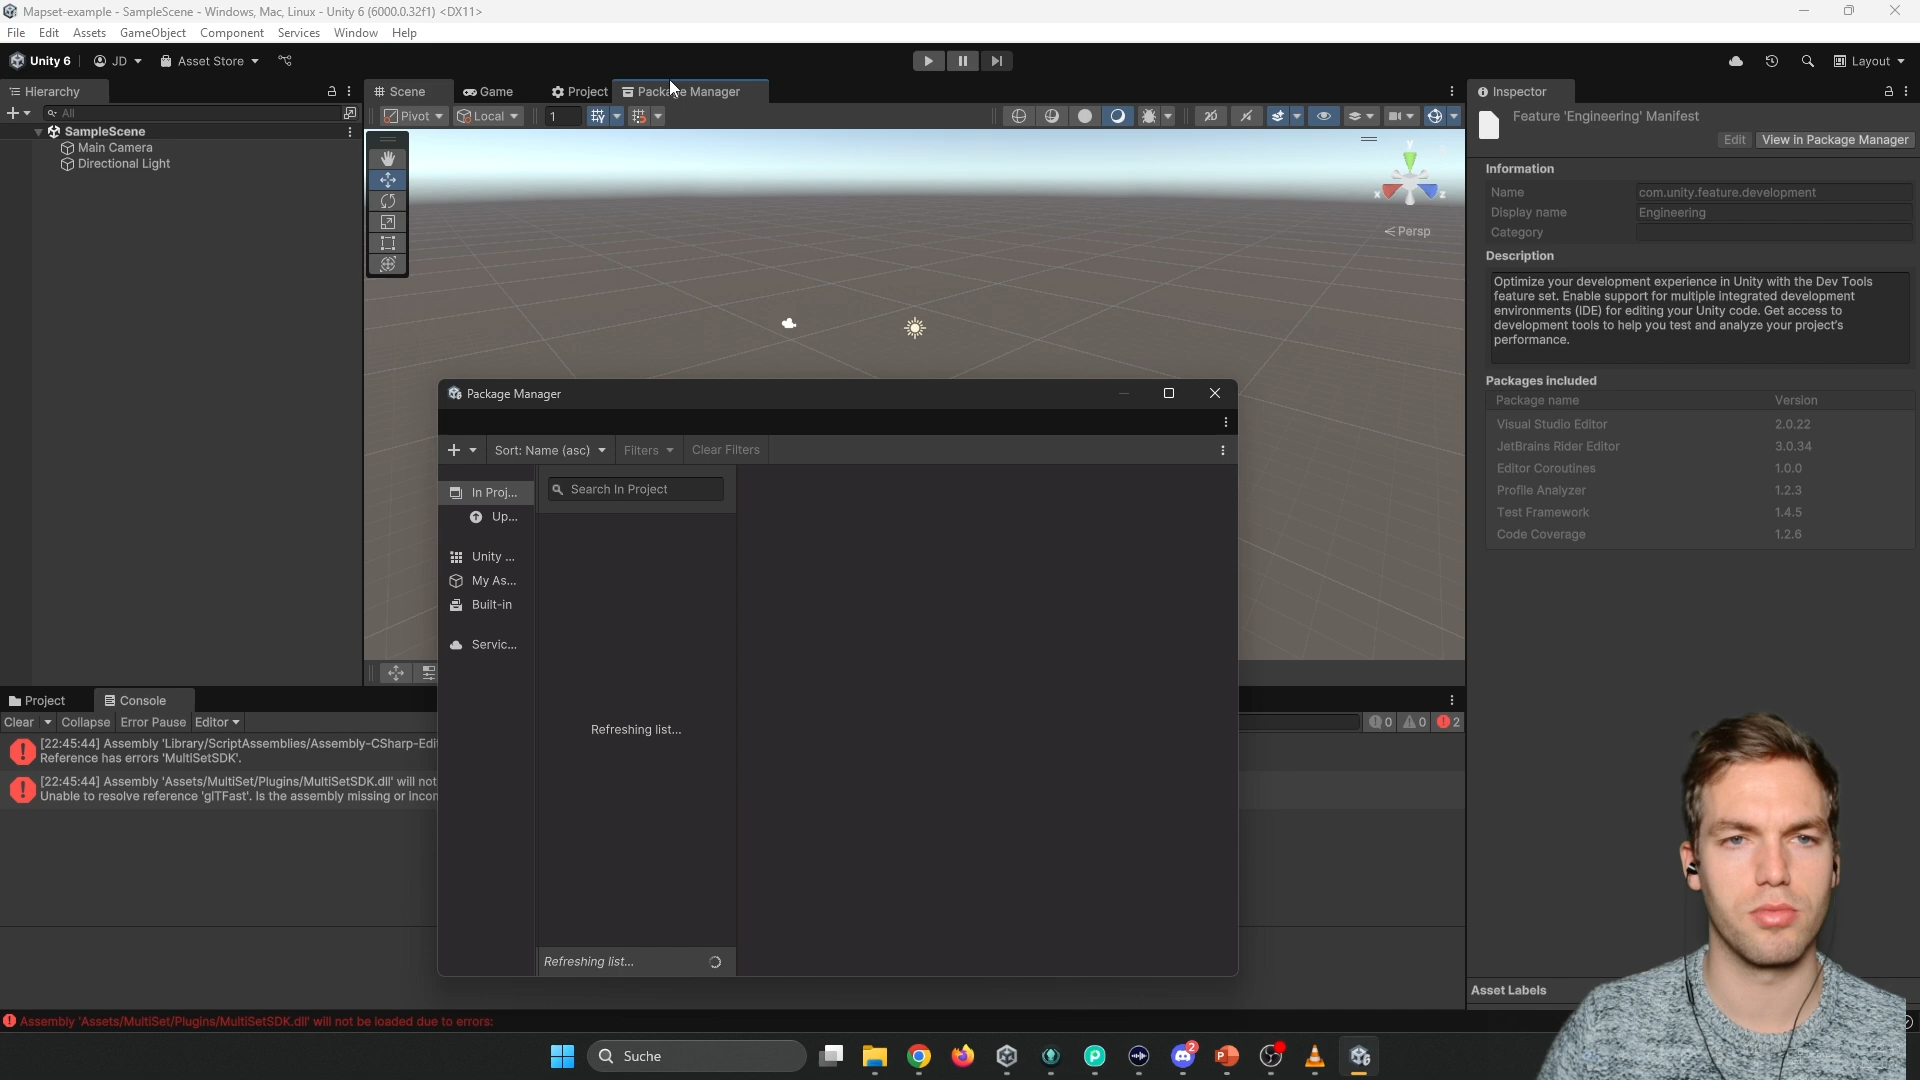 Mapset-example - SampleScene - Windows, Mac, Linux - Unity 6 (6000.0.32f1) <DX11>
File Edit Assets GameObject Component Services Window Help
Unity 6 JD Asset Store Layout
Hierarchy
All
SampleScene
Main Camera
Directional Light
Scene Game Project Package Manager
Pivot Local 1
Y
X
Z
Persp
Package Manager
Sort: Name (asc) Filters Clear Filters
In Proj...
Up...
Unity ...
My As...
Built-in
Servic...
Search In Project
Refreshing list...
Refreshing list...
Inspector
Feature 'Engineering' Manifest
Edit View in Package Manager
Information
Name com.unity.feature.development
Display name Engineering
Category
Description
Optimize your development experience in Unity with the Dev Tools
feature set. Enable support for multiple integrated development
environments (IDE) for editing your Unity code. Get access to
development tools to help you test and analyze your project's
performance.
Packages included
Package name Version
Visual Studio Editor 2.0.22
JetBrains Rider Editor 3.0.34
Editor Coroutines 1.0.0
Profile Analyzer 1.2.3
Test Framework 1.4.5
Code Coverage 1.2.6
Asset Labels
Project Console
Clear Collapse Error Pause Editor
0 0 2
[22:45:44] Assembly 'Library/ScriptAssemblies/Assembly-CSharp-Edi
Reference has errors 'MultiSetSDK'.
[22:45:44] Assembly 'Assets/MultiSet/Plugins/MultiSetSDK.dll' will not
Unable to resolve reference 'glTFast'. Is the assembly missing or incon
Assembly 'Assets/MultiSet/Plugins/MultiSetSDK.dll' will not be loaded due to errors:
Suche
2